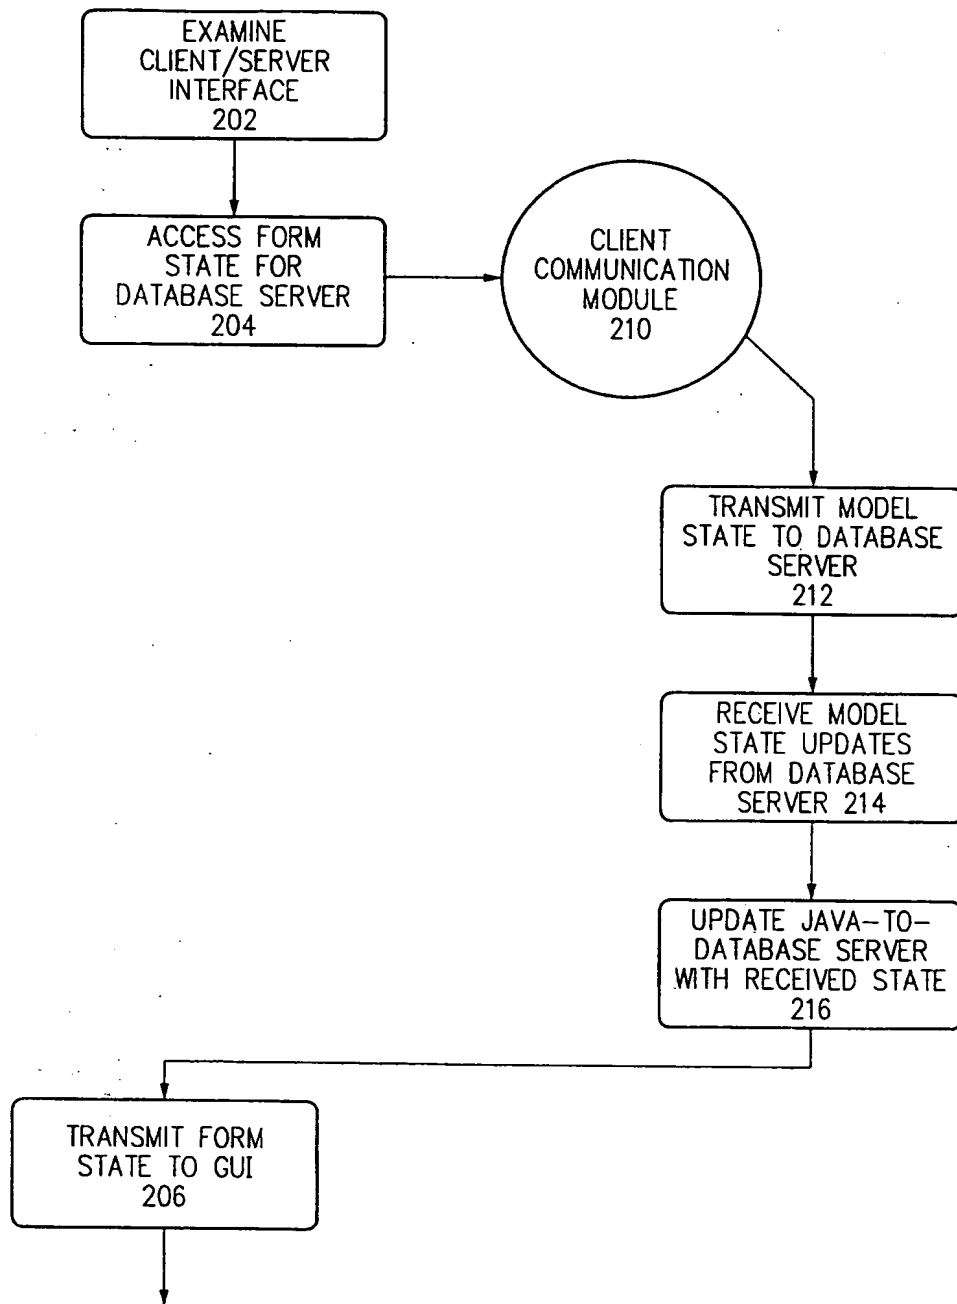 EXAMINE
CLIENT/SERVER
INTERFACE
202
ACCESS FORM
STATE FOR
DATABASE SERVER
204
CLIENT
COMMUNICATION
MODULE
210
TRANSMIT MODEL
STATE TO DATABASE
SERVER
212
RECEIVE MODEL
STATE UPDATES
FROM DATABASE
SERVER 214
UPDATE JAVA-TO-
DATABASE SERVER
WITH RECEIVED STATE
216
TRANSMIT FORM
STATE TO GUI
206